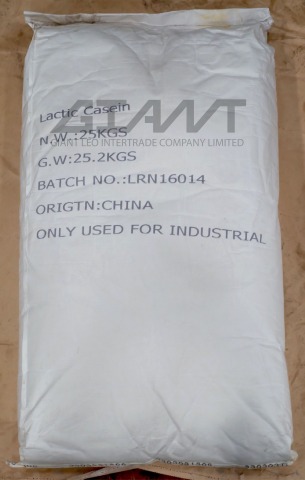 Lactic Casein
GIANT LEO INTERTRADE COMPANY LIMITED
N.W.:25KGS
G.W:25.2KGS
BATCH NO.:LRN16014
ORIGTN:CHINA
ONLY USED FOR INDUSTRIAL